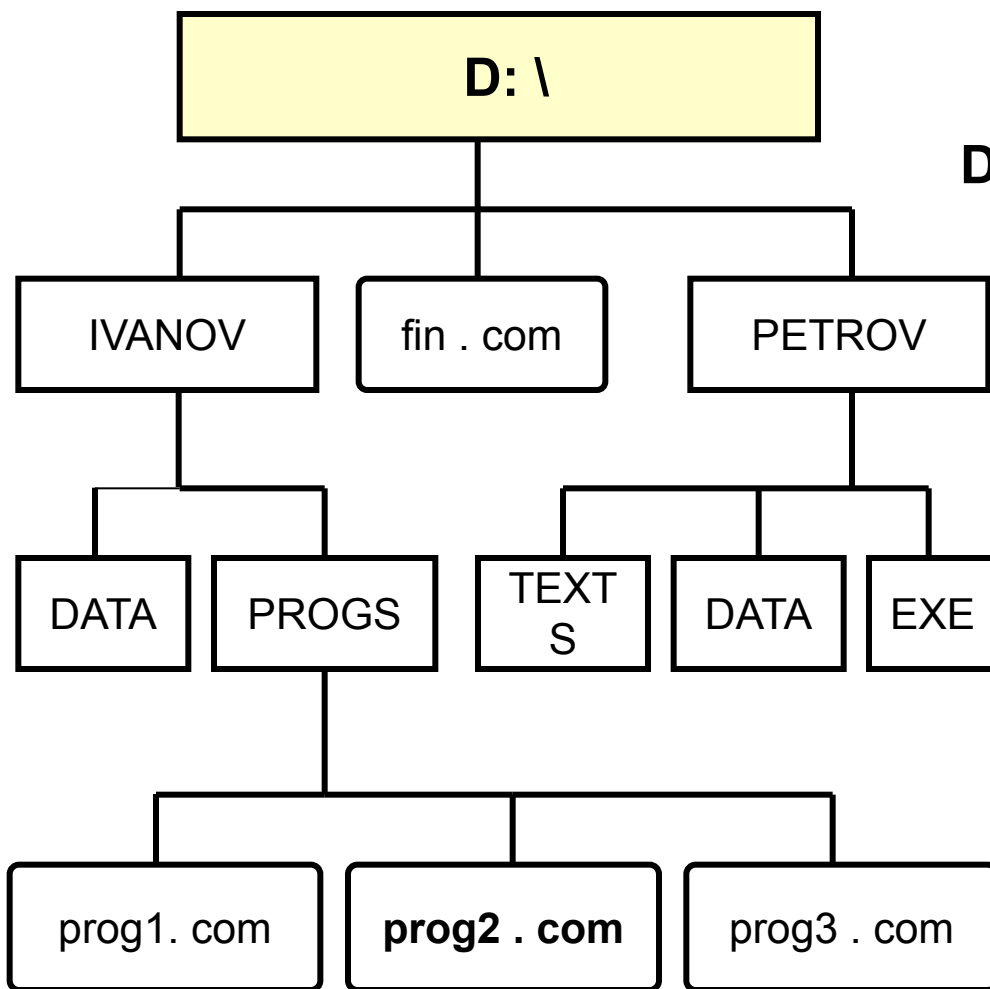 D: \
D
IVANOV
fin . com
PETROV
DATA
PROGS
TEXT
S
DATA
EXE
prog1. com
prog2 . com
prog3 . com